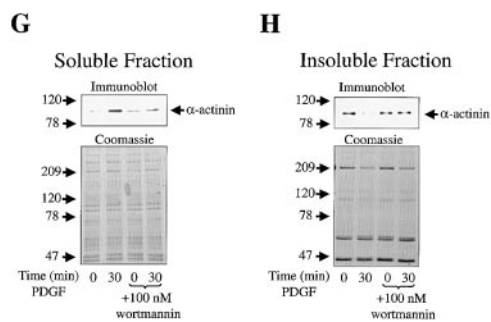 G
Soluble Fraction
Immunoblot
120
78
α-actinin
Coomassie
209
120
78
47
Time (min) 0 30 0 30
PDGF
+100 nM
wortmannin
H
Insoluble Fraction
Immunoblot
120
78
α-actinin
Coomassie
209
120
78
47
Time (min) 0 30 0 30
PDGF
+100 nM
wortmannin